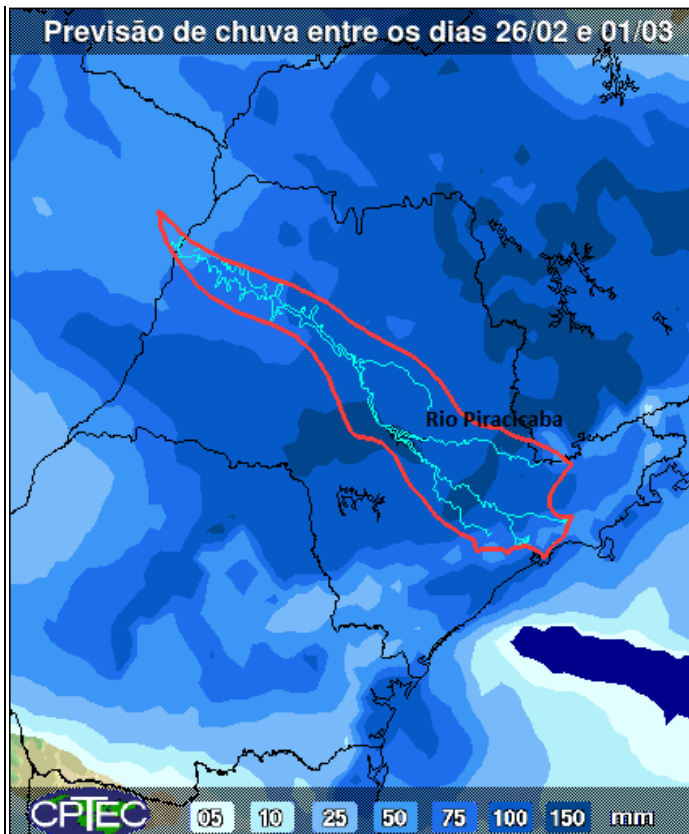 Previsão de chuva entre os dias 26/02 e 01/03
Rio Piracicaba
CPTEC 05 10 25 50 75 100 150 mm